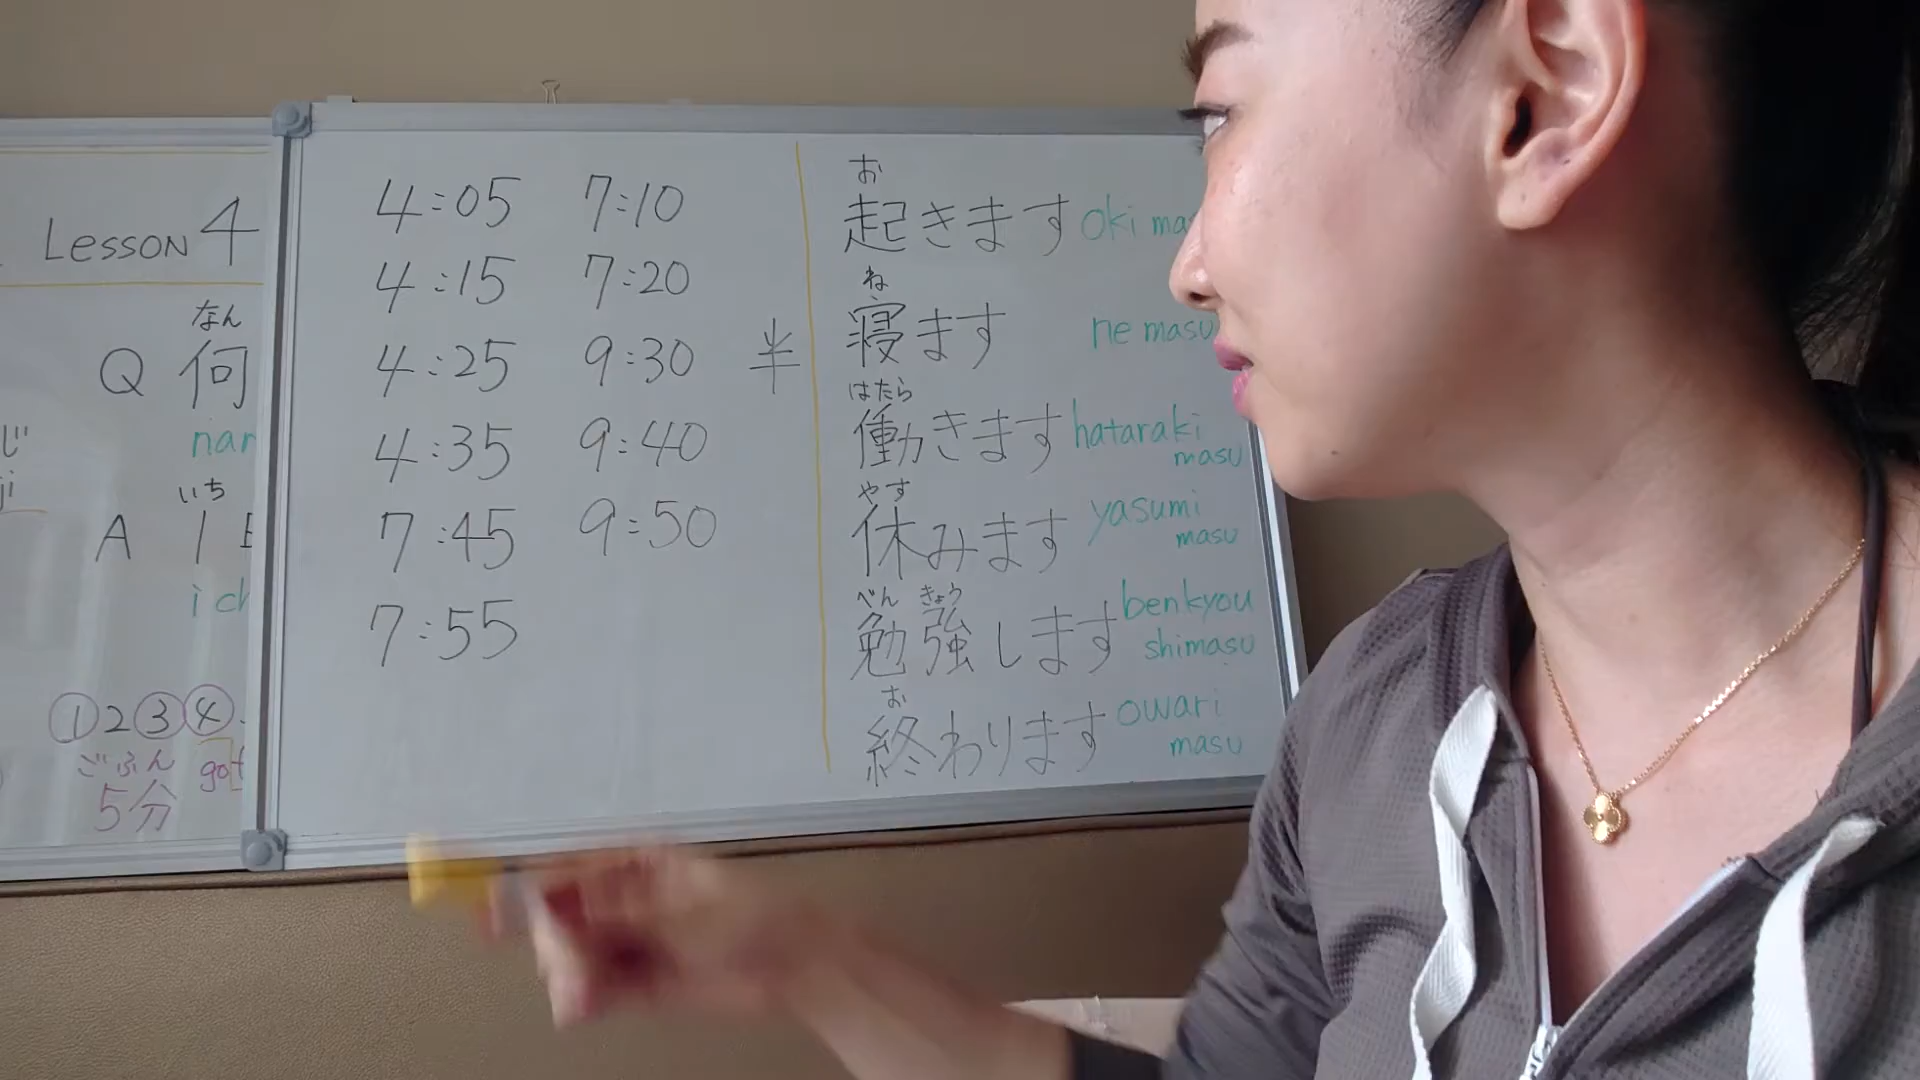 Lesson 4
なん
Q 何
いち
A 1
①2③④
ごふん
5分
4:05 7:10
4:15 7:20
4:25 9:30 半
4:35 9:40
7:45 9:50
7:55
お
起きます oki
ね
寝ます ne masu
はたら
働きます hataraki
masu
やす
休みます yasumi
masu
べんきょう
勉強します benkyou
shimasu
お
終わります owari
masu